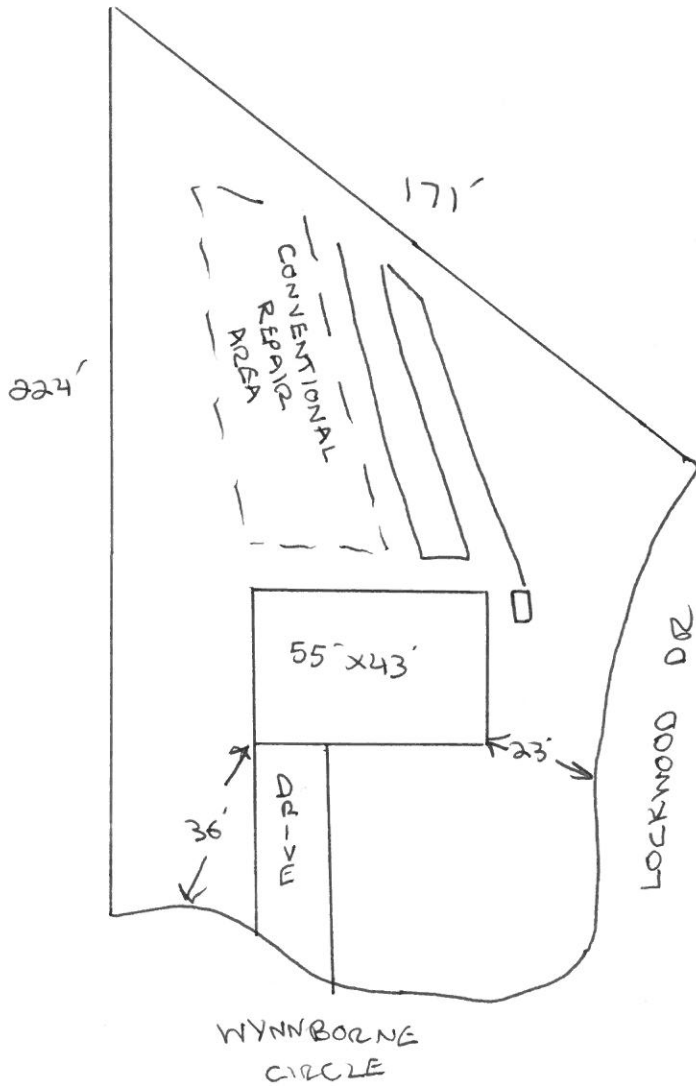 171'
CONVENTIONAL
REPAIR
AREA
224'
55' x43'
LOCKWOOD DR
23'
36'
DRIVE
WYNNBORNE
CIRCLE